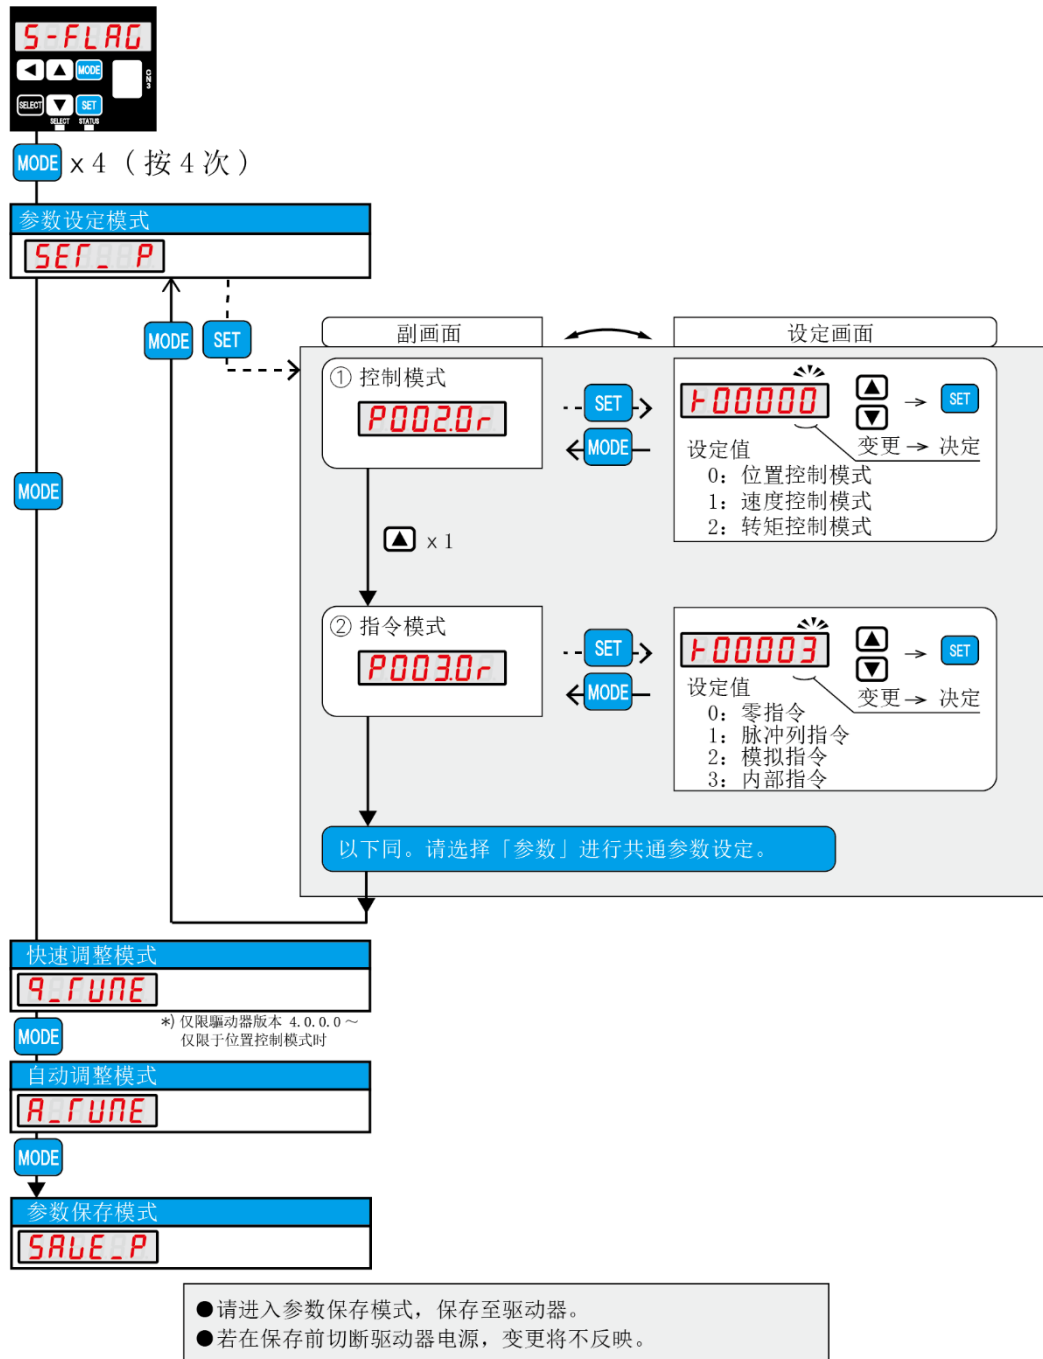 S-FLAG
MODE
CN3
SELECT
SET
SELECT STATUS
MODE x 4（按4次）
参数设定模式
SET_ P
MODE SET
副画面
设定画面
① 控制模式
P002.0r
SET
MODE
00000
SET
变更 → 决定
设定值
0：位置控制模式
1：速度控制模式
2：转矩控制模式
MODE
x 1
② 指令模式
P003.0r
SET
MODE
00003
SET
变更 → 决定
设定值
0：零指令
1：脉冲列指令
2：模拟指令
3：内部指令
以下同。请选择「参数」进行共通参数设定。
快速调整模式
q_TUNE
*) 仅限驅动器版本 4.0.0.0～
仅限于位置控制模式时
MODE
自动调整模式
A_TUNE
MODE
参数保存模式
SAVE_P
●请进入参数保存模式，保存至驱动器。
●若在保存前切断驱动器电源，变更将不反映。